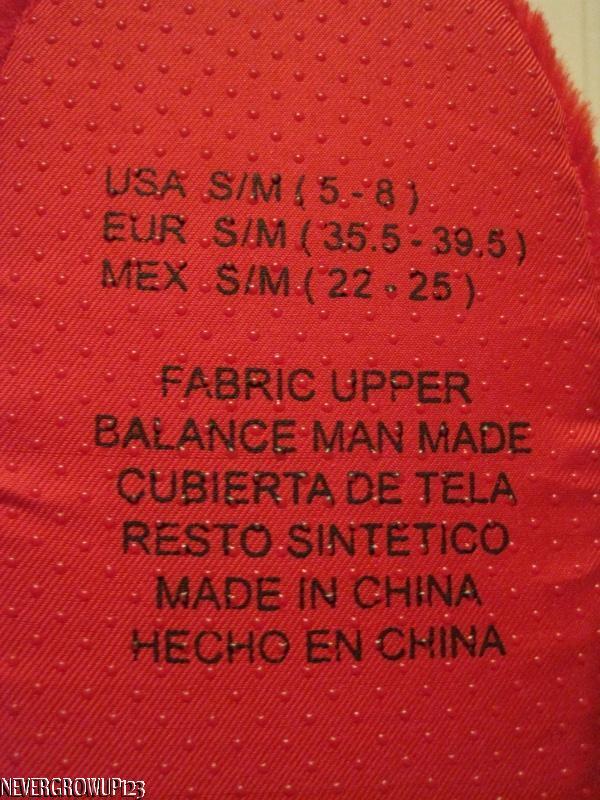 USA S/M ( 5 - 8 )
EUR S/M ( 35.5 - 39.5 )
MEX S/M ( 22 - 25 )
FABRIC UPPER
BALANCE MAN MADE
CUBIERTA DE TELA
RESTO SINTETICO
MADE IN CHINA
HECHO EN CHINA
NEVERGROWUP123